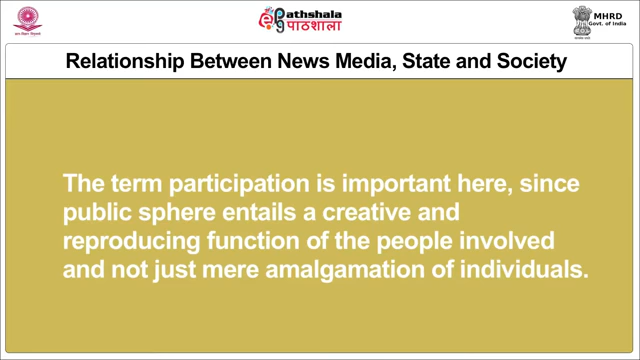 ePathshala
पाठशाला
MHRD
Govt. of India
Relationship Between News Media, State and Society
The term participation is important here, since
public sphere entails a creative and
reproducing function of the people involved
and not just mere amalgamation of individuals.